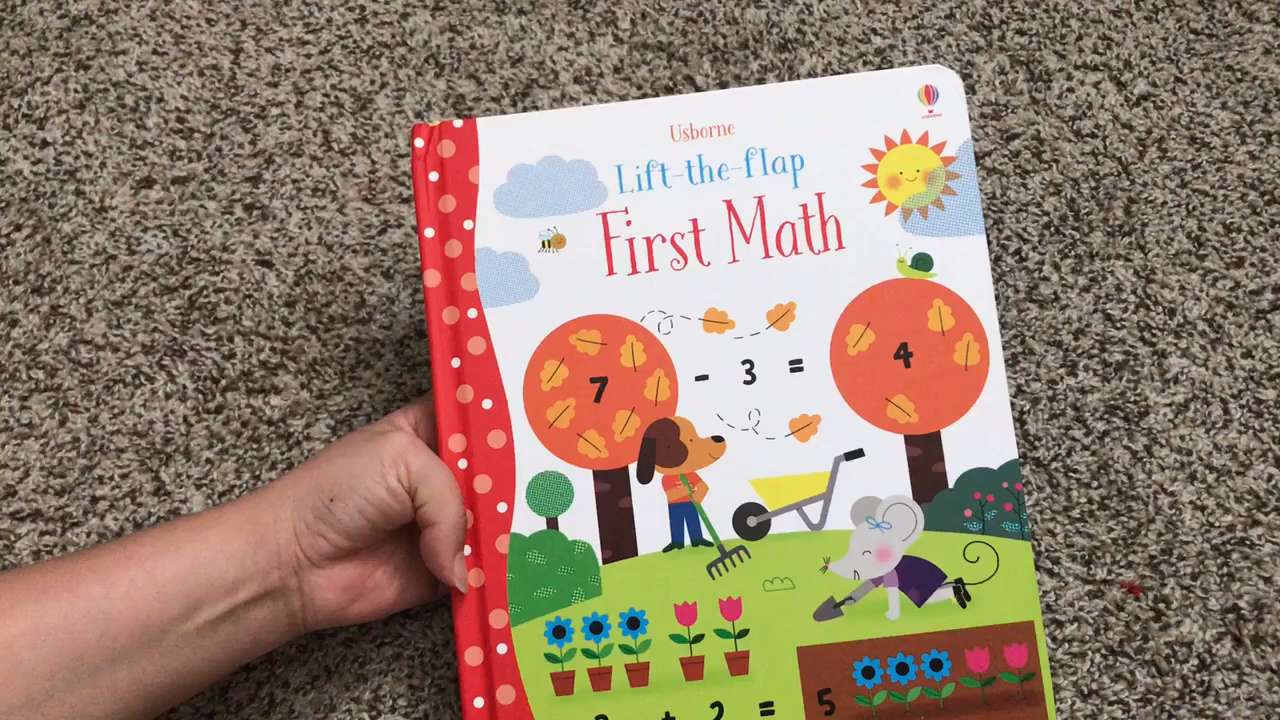 Usborne
Lift-the-flap
First Math
7 - 3 = 4
+ 2 = 5